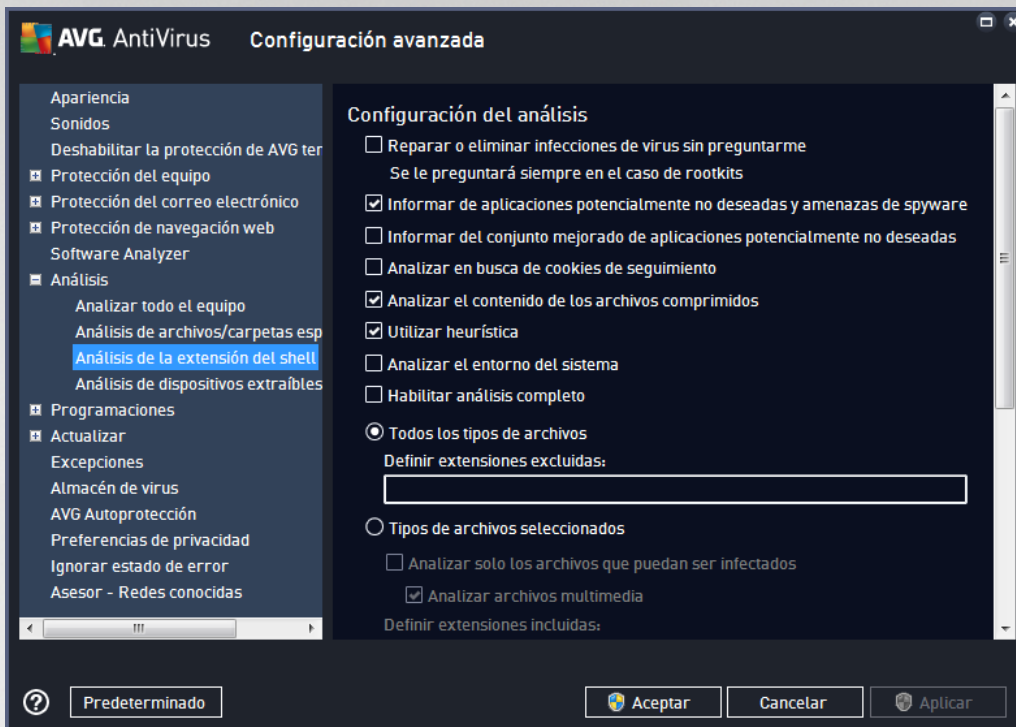 AVG. AntiVirus
Configuración avanzada
Apariencia
Sonidos
Deshabilitar la protección de AVG ter
Protección del equipo
Protección del correo electrónico
Protección de navegación web
Software Analyzer
Análisis
Analizar todo el equipo
Análisis de archivos/carpetas esp
Análisis de la extensión del shell
Análisis de dispositivos extraíbles
Programaciones
Actualizar
Excepciones
Almacén de virus
AVG Autoprotección
Preferencias de privacidad
Ignorar estado de error
Asesor - Redes conocidas
Configuración del análisis
Reparar o eliminar infecciones de virus sin preguntarme
Se le preguntará siempre en el caso de rootkits
Informar de aplicaciones potencialmente no deseadas y amenazas de spyware
Informar del conjunto mejorado de aplicaciones potencialmente no deseadas
Analizar en busca de cookies de seguimiento
Analizar el contenido de los archivos comprimidos
Utilizar heurística
Analizar el entorno del sistema
Habilitar análisis completo
Todos los tipos de archivos
Definir extensiones excluidas:
Tipos de archivos seleccionados
Analizar solo los archivos que puedan ser infectados
Analizar archivos multimedia
Definir extensiones incluidas:
?
Predeterminado
Aceptar
Cancelar
Aplicar